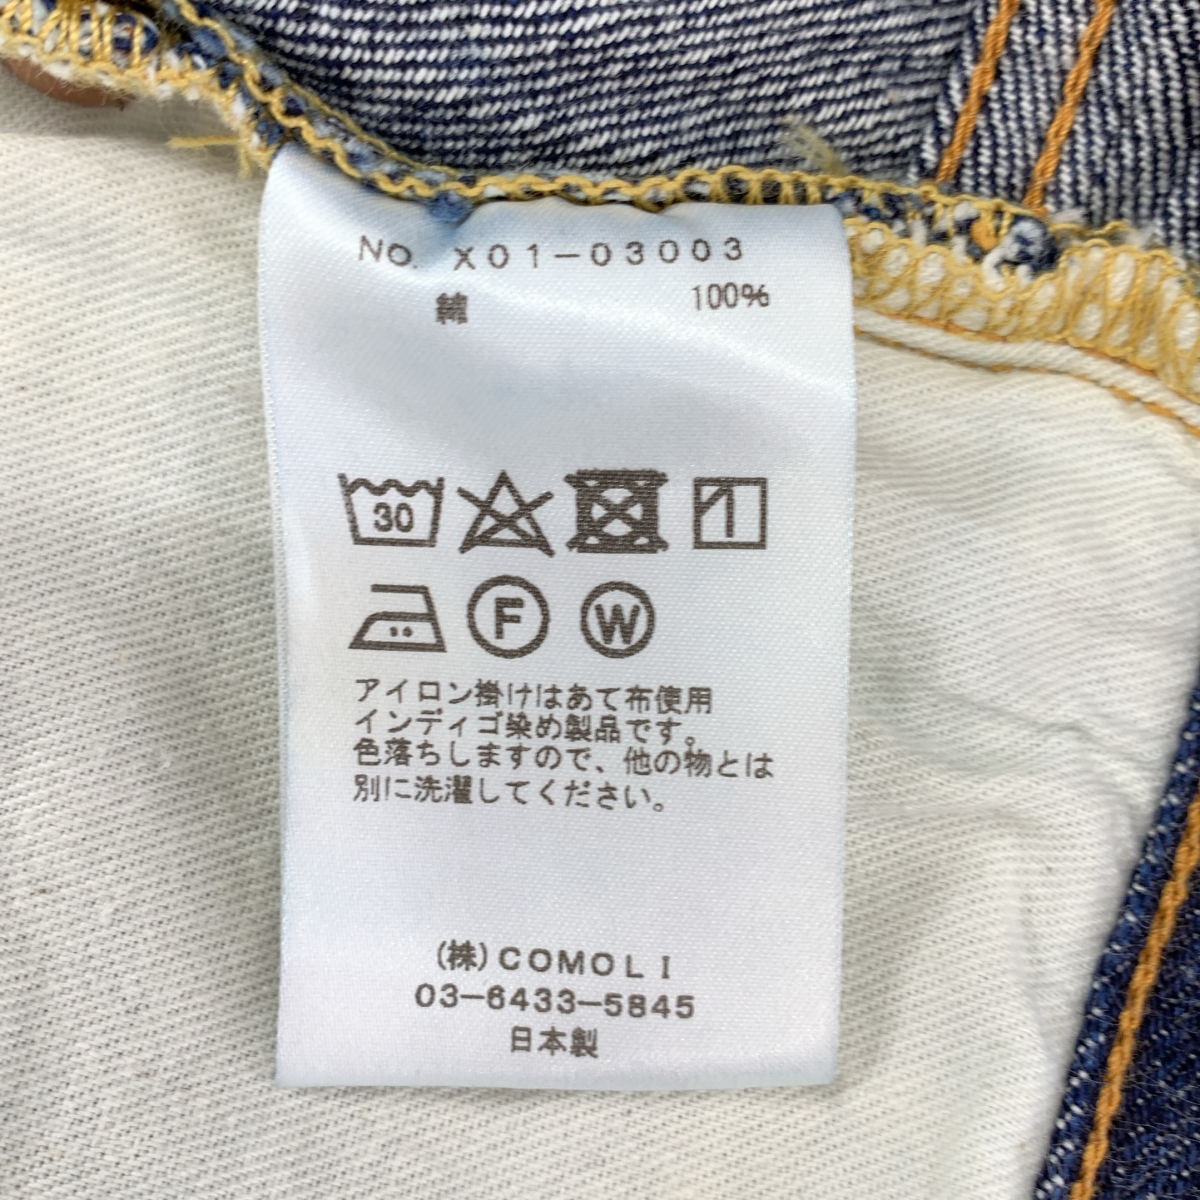 NO. X01-03003
綿 100%
30
F W
アイロン掛けはあて布使用
インディゴ染め製品です。
色落ちしますので、他の物とは
別に洗濯してください。
(株)COMOLI
03-6433-5845
日本製